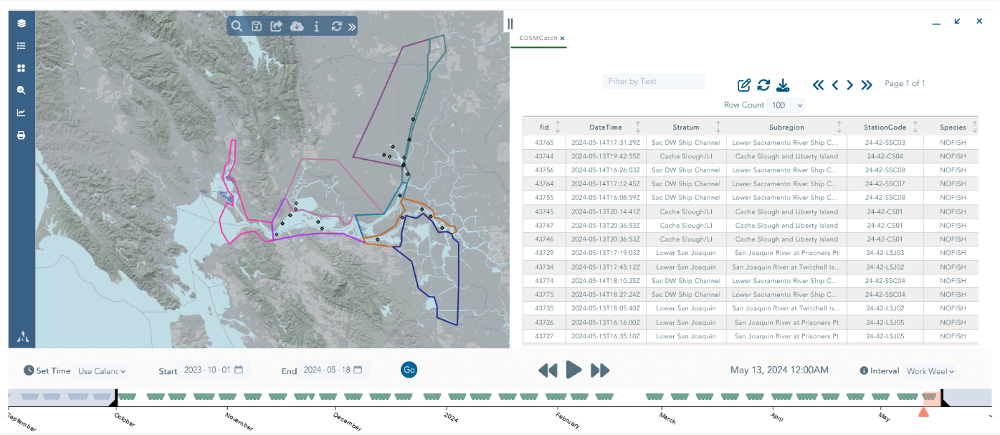 EDSMCatch ×
Filter by Text
Page 1 of 1
Row Count 100
fid DateTime Stratum Subregion StationCode Species
43765 2024-05-14T17:31:29Z Sac DW Ship Channel Lower Sacramento River Ship C... 24-42-SSC03 NOFISH
43744 2024-05-13T19:42:55Z Cache Slough/LI Cache Slough and Liberty Island 24-42-CS04 NOFISH
43756 2024-05-14T16:26:03Z Sac DW Ship Channel Lower Sacramento River Ship C... 24-42-SSC08 NOFISH
43764 2024-05-14T17:12:45Z Sac DW Ship Channel Lower Sacramento River Ship C... 24-42-SSC07 NOFISH
43755 2024-05-14T16:08:59Z Sac DW Ship Channel Lower Sacramento River Ship C... 24-42-SSC08 NOFISH
43745 2024-05-13T20:14:41Z Cache Slough/LI Cache Slough and Liberty Island 24-42-CS01 NOFISH
43747 2024-05-13T20:36:53Z Cache Slough/LI Cache Slough and Liberty Island 24-42-CS01 NOFISH
43746 2024-05-13T20:36:53Z Cache Slough/LI Cache Slough and Liberty Island 24-42-CS01 NOFISH
43729 2024-05-13T17:19:03Z Lower San Joaquin San Joaquin River at Prisoners Pt 24-42-LSJ03 NOFISH
43734 2024-05-13T17:45:12Z Lower San Joaquin San Joaquin River at Twitchell Is... 24-42-LSJ02 NOFISH
43774 2024-05-14T18:10:25Z Sac DW Ship Channel Lower Sacramento River Ship C... 24-42-SSC04 NOFISH
43775 2024-05-14T18:27:24Z Sac DW Ship Channel Lower Sacramento River Ship C... 24-42-SSC04 NOFISH
43735 2024-05-13T18:05:40Z Lower San Joaquin San Joaquin River at Twitchell Is... 24-42-LSJ02 NOFISH
43726 2024-05-13T16:16:00Z Lower San Joaquin San Joaquin River at Prisoners Pt 24-42-LSJ05 NOFISH
43727 2024-05-13T16:35:10Z Lower San Joaquin San Joaquin River at Prisoners Pt 24-42-LSJ05 NOFISH
Set Time Use Calenc Start 2023-10-01 End 2024-05-18 Go May 13, 2024 12:00AM Interval Work Weel
September October November December 2024 February March April May